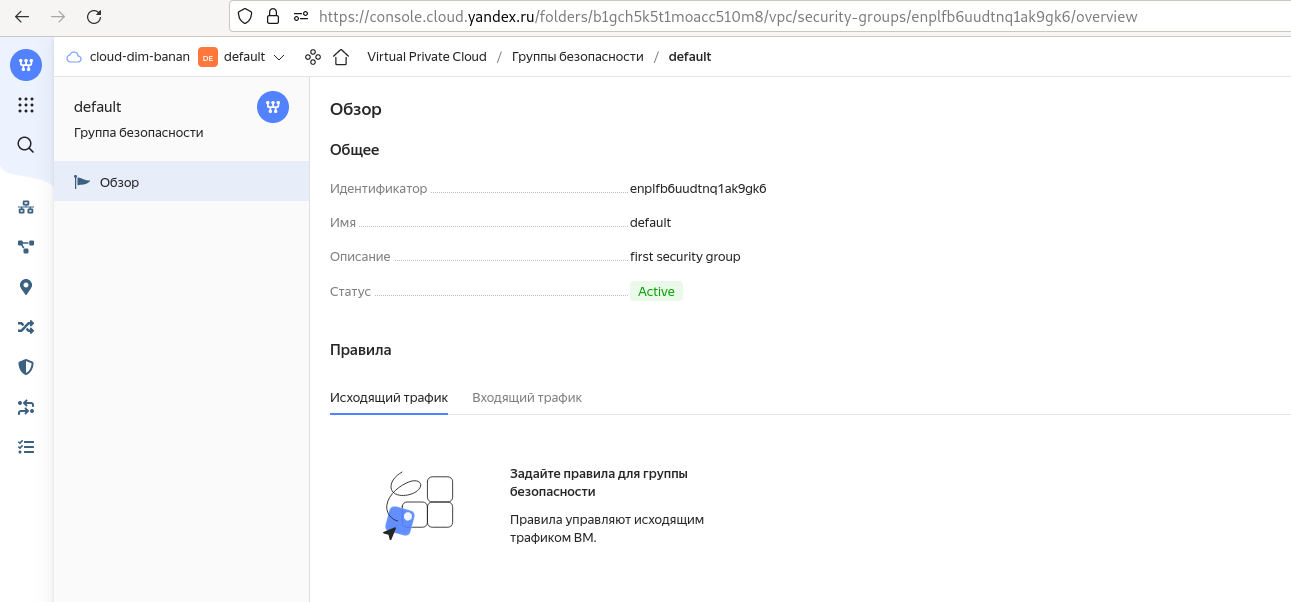 https://console.cloud.yandex.ru/folders/b1gch5k5t1moacc510m8/vpc/security-groups/enplfb6uudtnq1ak9gk6/overview
cloud-dim-banan DE default Virtual Private Cloud / Группы безопасности / default
default
Группа безопасности
Обзор
Обзор
Общее
Идентификатор enplfb6uudtnq1ak9gk6
Имя default
Описание first security group
Статус Active
Правила
Исходящий трафик Входящий трафик
Задайте правила для группы
безопасности
Правила управляют исходящим
трафиком ВМ.